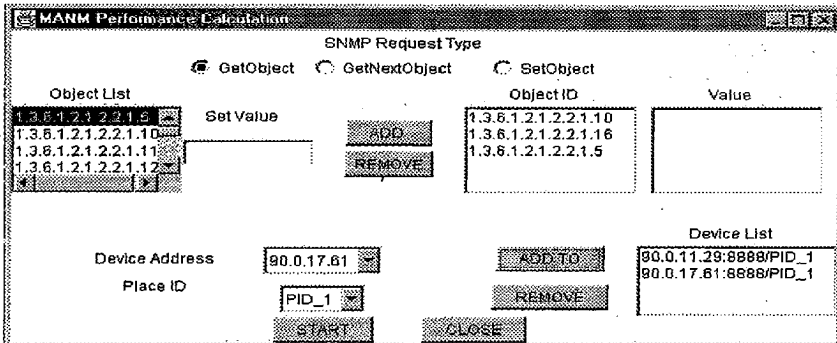 MANM Performance Calculation
SNMP Request Type
GetObject GetNextObject SetObject
Object List
Set Value
ADD
REMOVE
Object ID
Value
1.3.6.1.2.1.2.2.1.5
1.3.6.1.2.1.2.2.1.10
1.3.6.1.2.1.2.2.1.11
1.3.6.1.2.1.2.2.1.12
1.3.6.1.2.1.2.2.1.10
1.3.6.1.2.1.2.2.1.16
1.3.6.1.2.1.2.2.1.5
Device Address
90.0.17.61
Place ID
PID_1
ADD TO
REMOVE
Device List
90.0.11.29:8888/PID_1
90.0.17.61:8888/PID_1
START
CLOSE